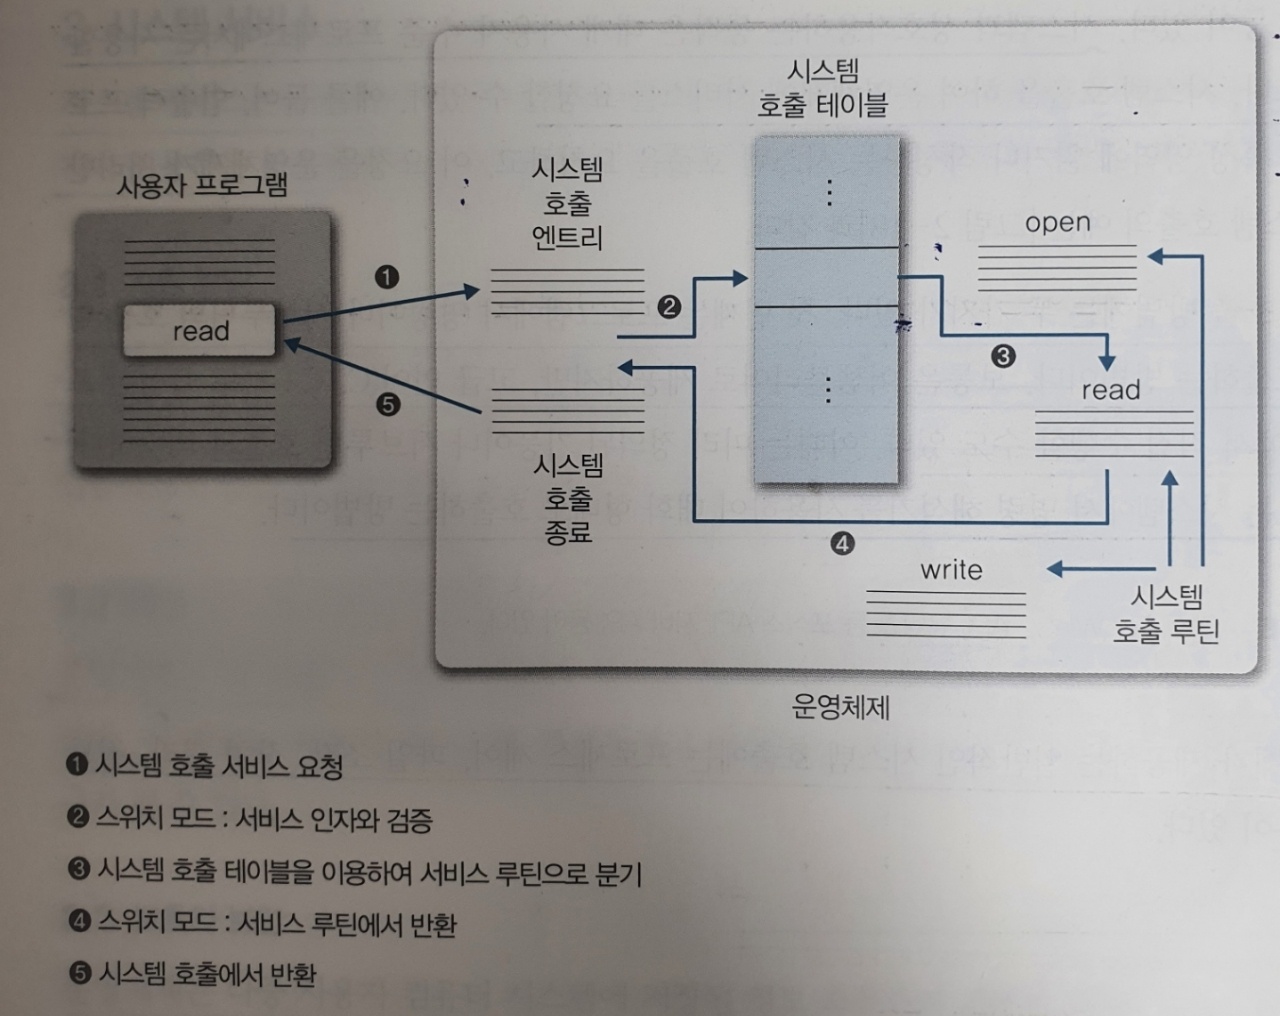 시스템
호출 테이블
사용자 프로그램
시스템
호출
엔트리
open
❶
read
❷
❸
read
❺
시스템
호출
종료
❹
write
시스템
호출 루틴
운영체제
❶ 시스템 호출 서비스 요청
❷ 스위치 모드 : 서비스 인자와 검증
❸ 시스템 호출 테이블을 이용하여 서비스 루틴으로 분기
❹ 스위치 모드 : 서비스 루틴에서 반환
❺ 시스템 호출에서 반환